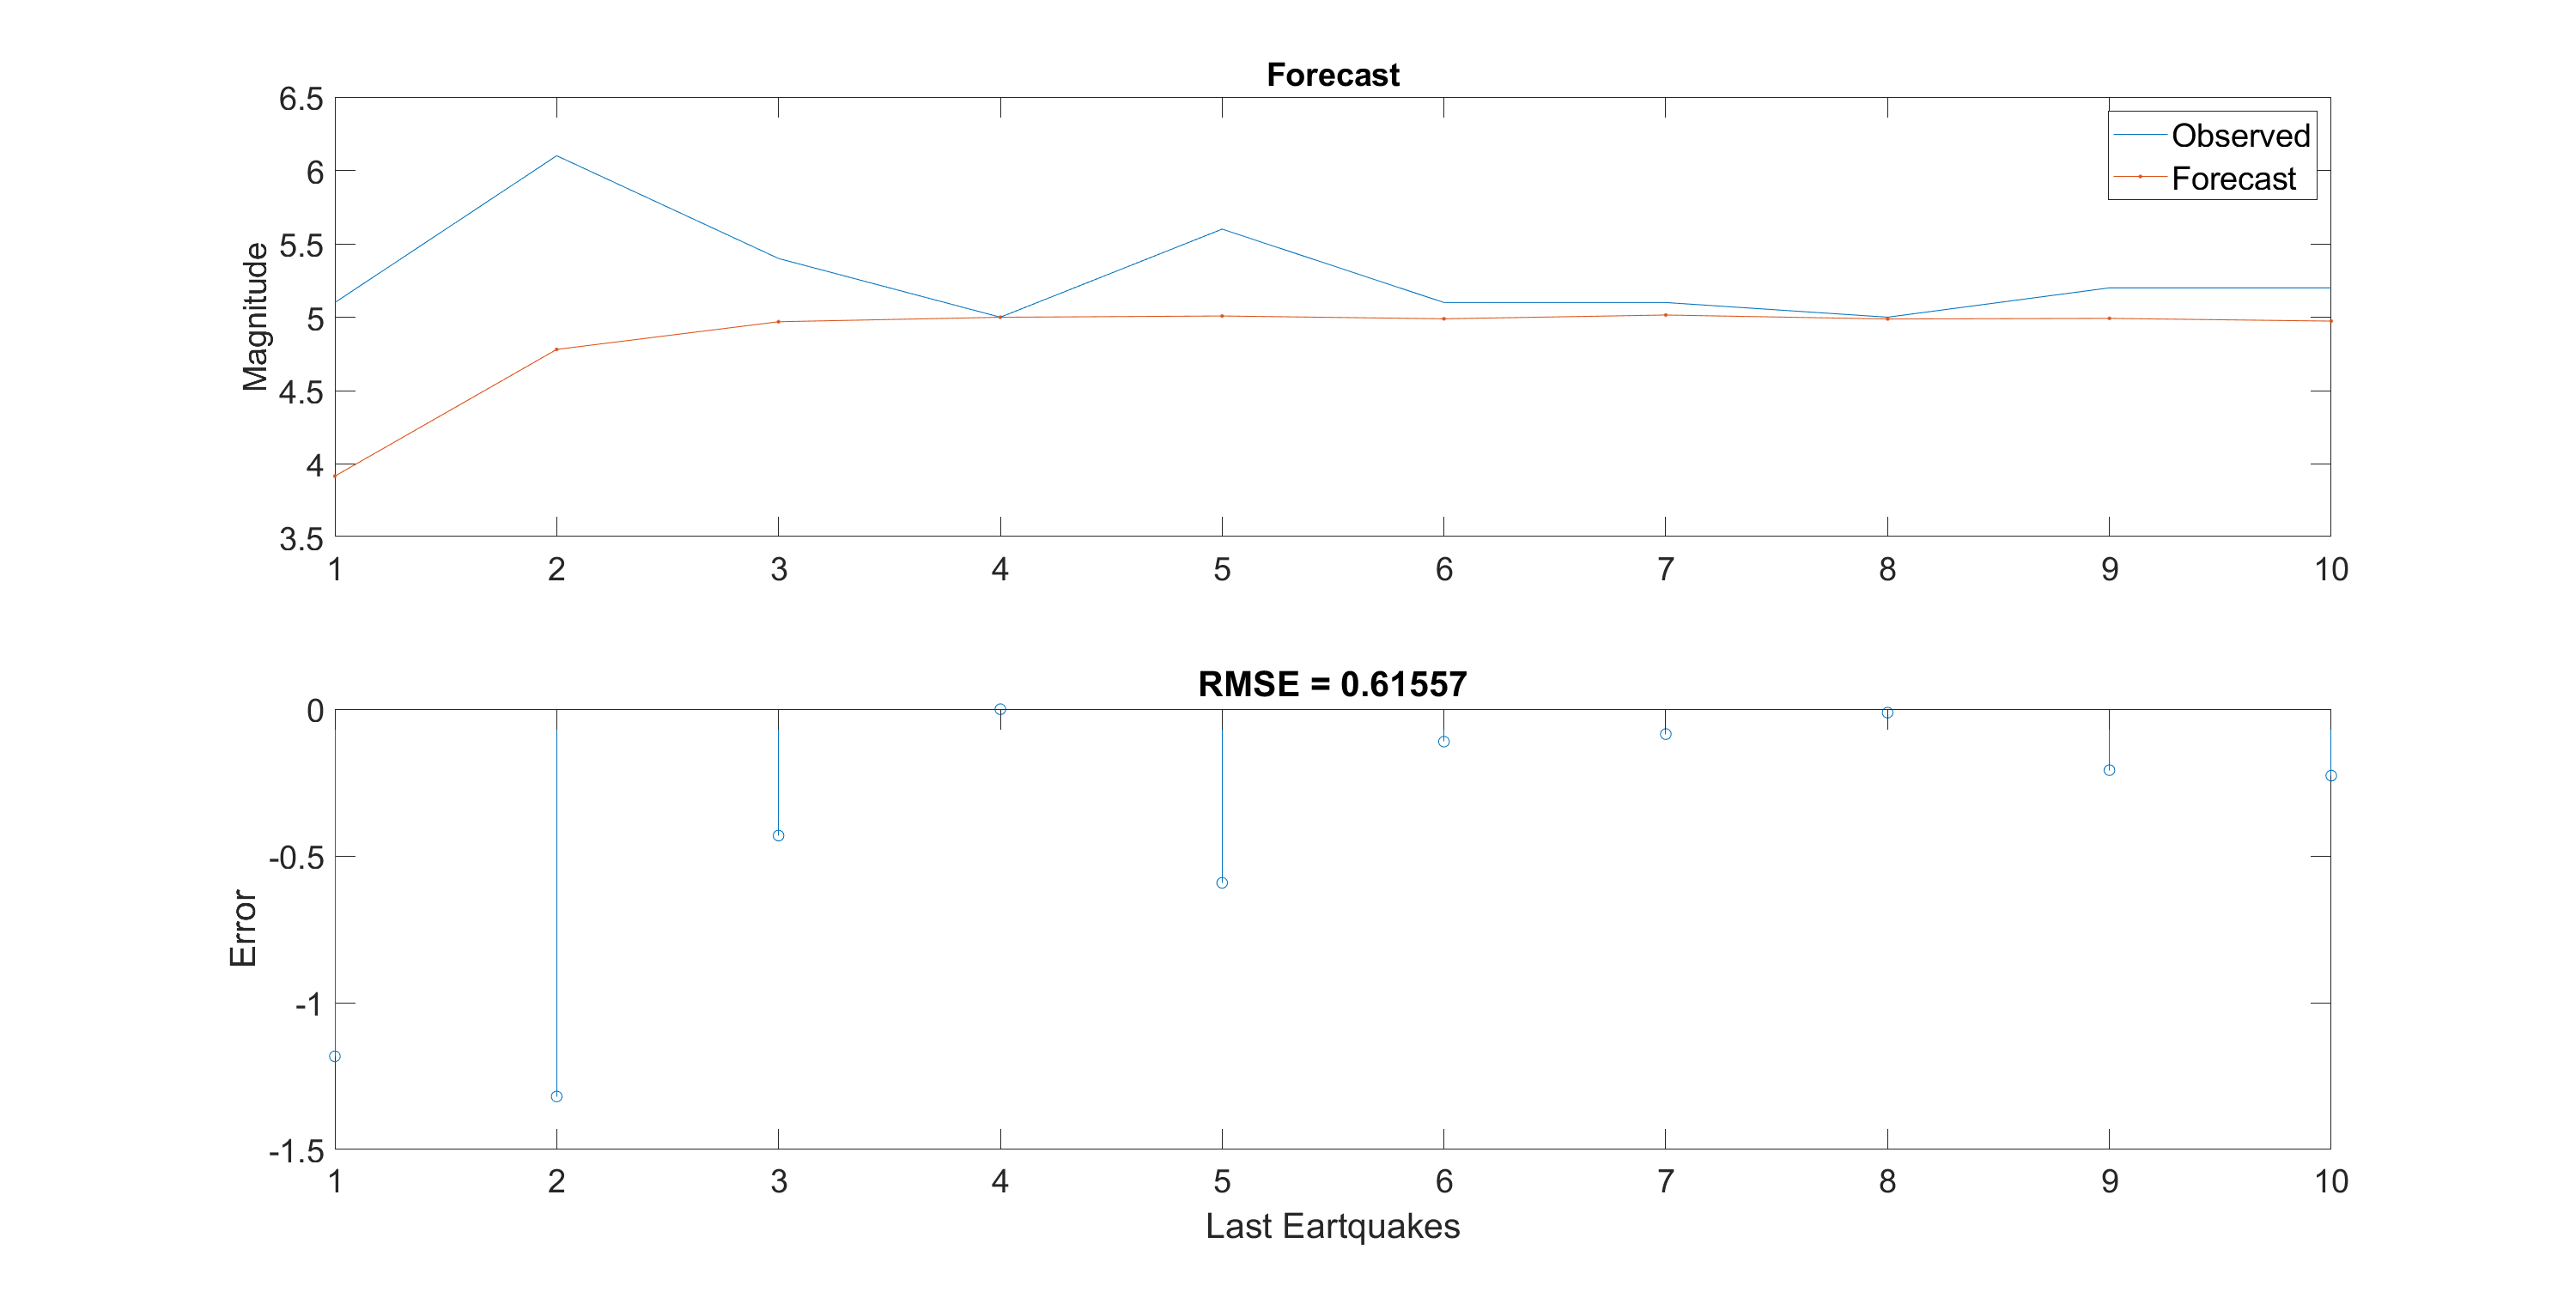 Forecast
6.5
6
5.5
5
4.5
4
3.5
Magnitude
Observed
Forecast
1 2 3 4 5 6 7 8 9 10
RMSE = 0.61557
0
-0.5
-1
-1.5
Error
1 2 3 4 5 6 7 8 9 10
Last Eartquakes